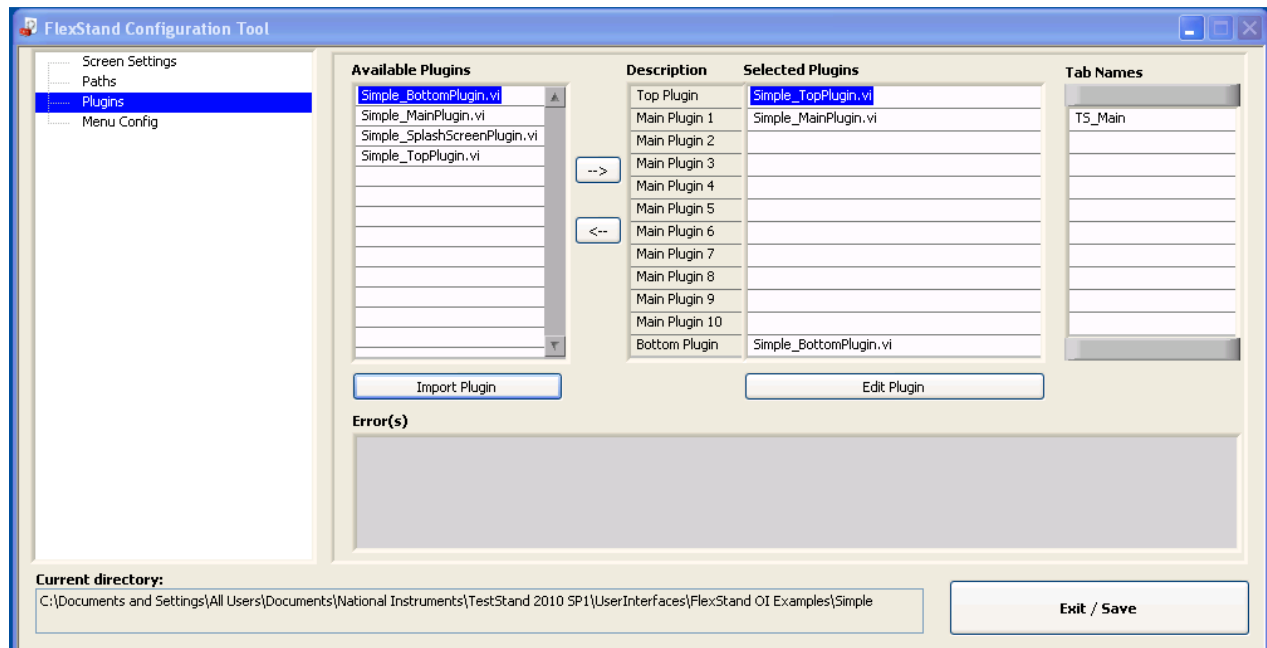 FlexStand Configuration Tool
Screen Settings
Paths
Plugins
Menu Config
Available Plugins
Simple_BottomPlugin.vi
Simple_MainPlugin.vi
Simple_SplashScreenPlugin.vi
Simple_TopPlugin.vi
Import Plugin
-->
<--
Description
Top Plugin
Main Plugin 1
Main Plugin 2
Main Plugin 3
Main Plugin 4
Main Plugin 5
Main Plugin 6
Main Plugin 7
Main Plugin 8
Main Plugin 9
Main Plugin 10
Bottom Plugin
Selected Plugins
Simple_TopPlugin.vi
Simple_MainPlugin.vi
Simple_BottomPlugin.vi
Edit Plugin
Tab Names
TS_Main
Error(s)
Current directory:
C:\Documents and Settings\All Users\Documents\National Instruments\TestStand 2010 SP1\UserInterfaces\FlexStand OI Examples\Simple
Exit / Save